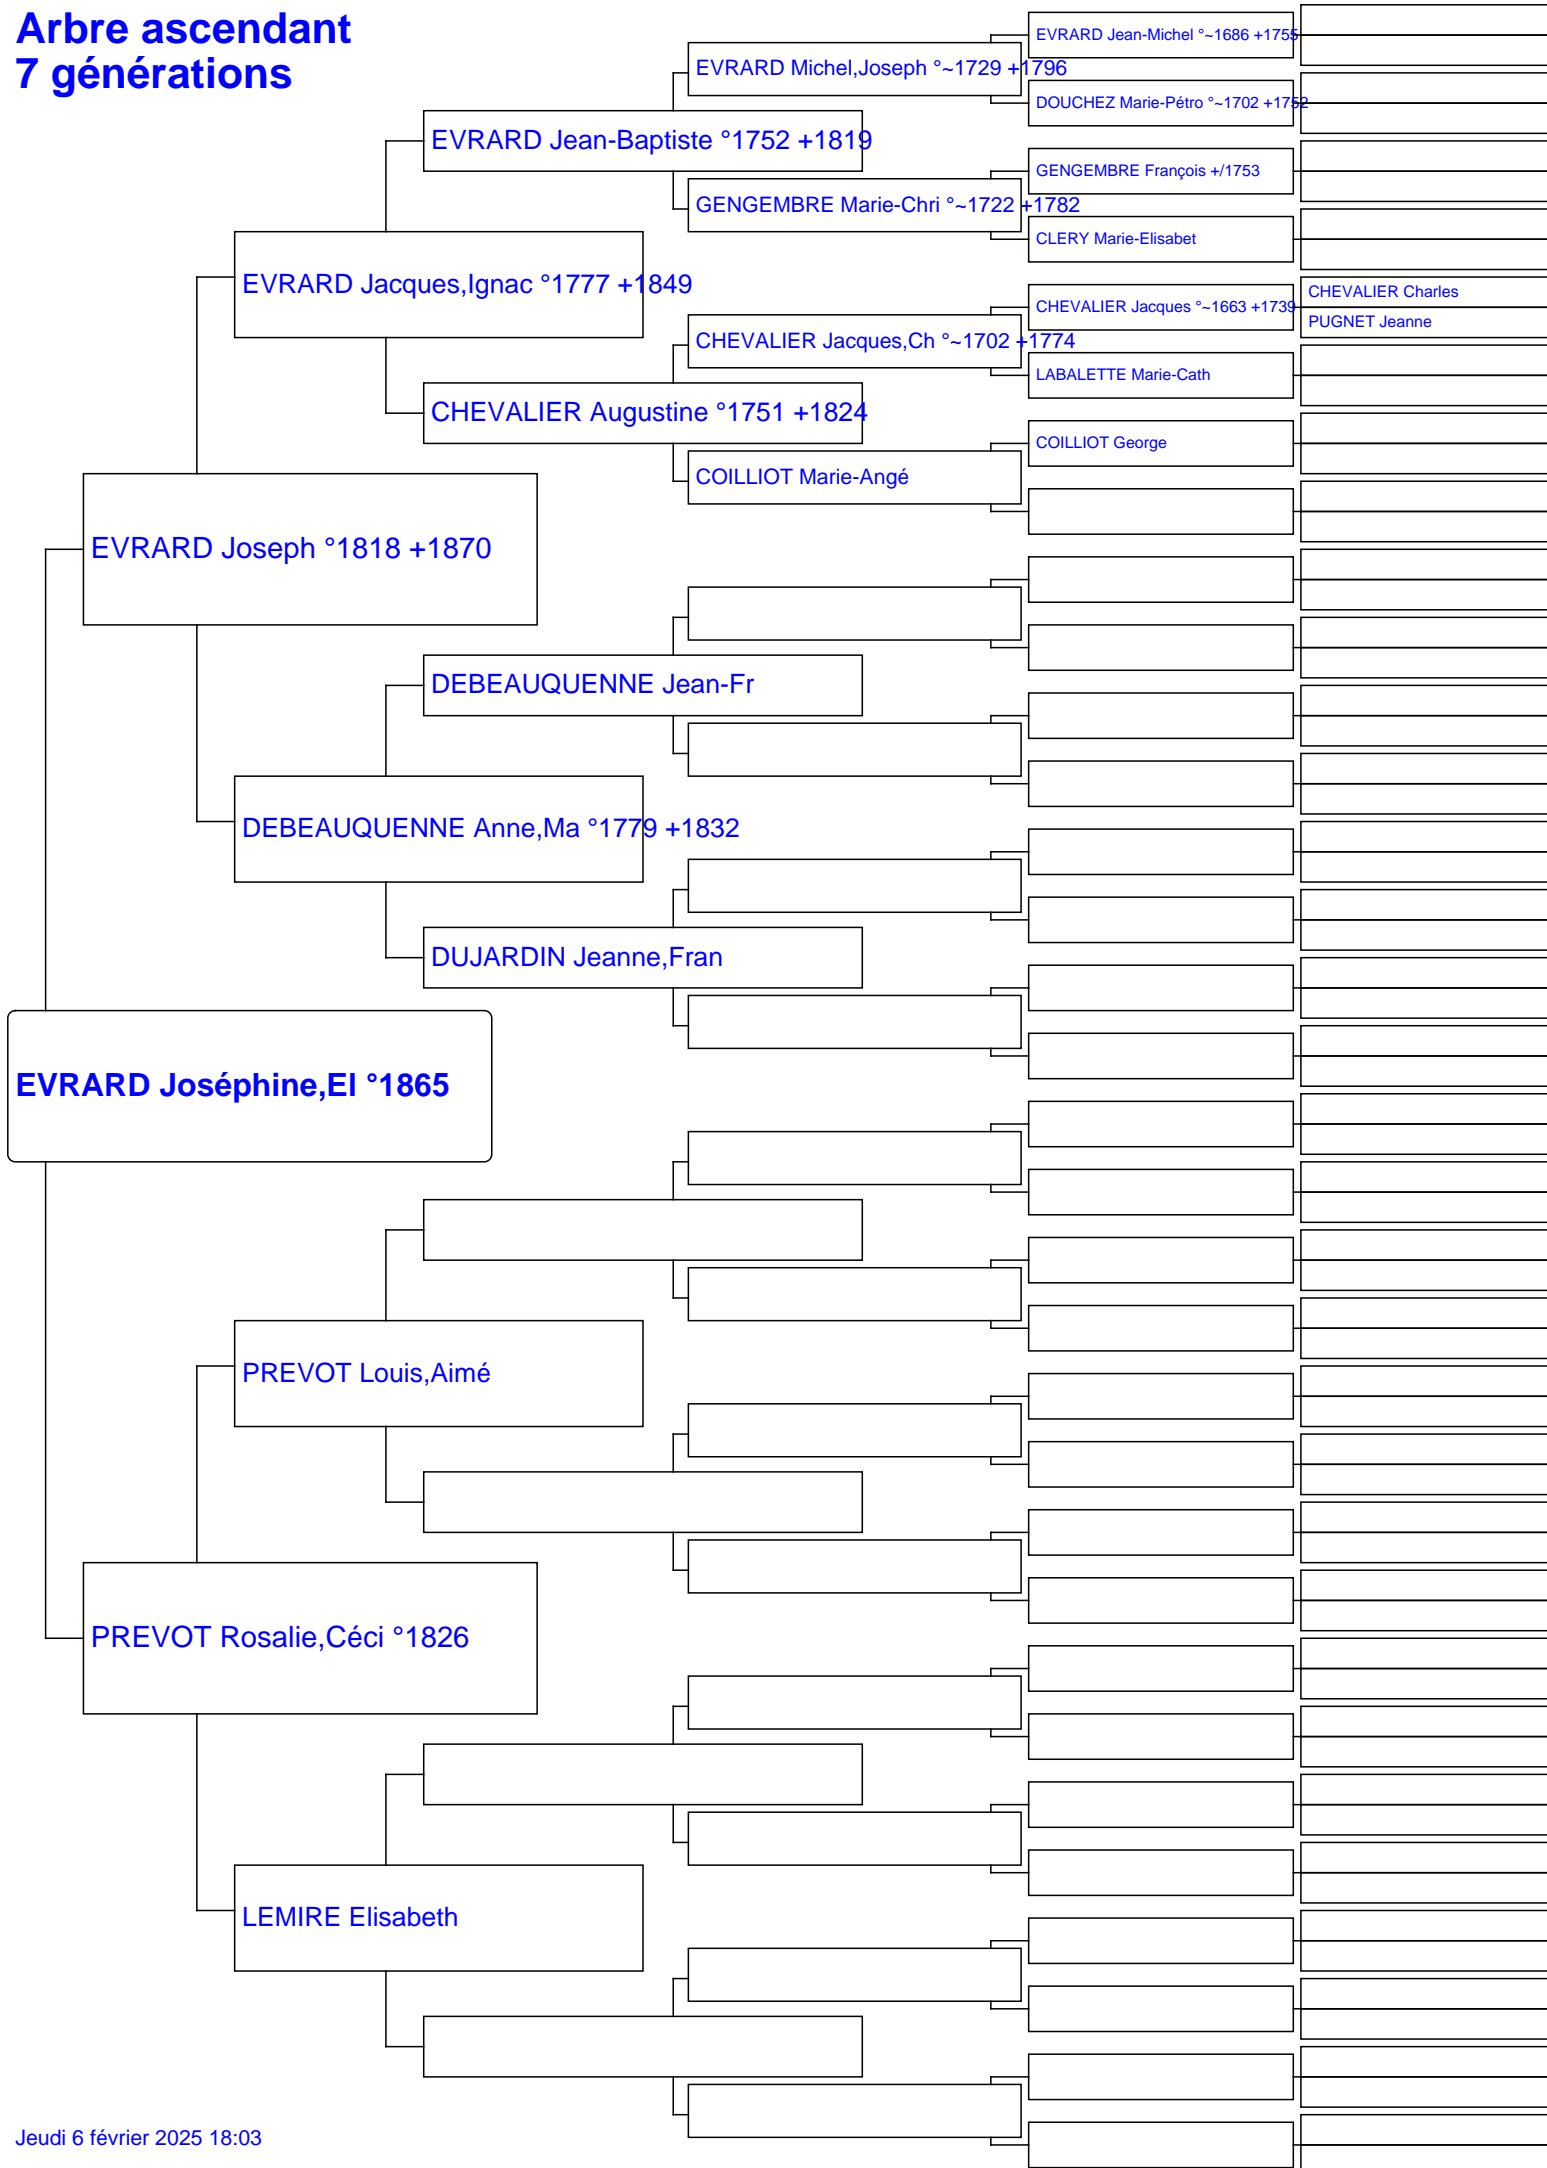 Arbre ascendant
7 générations
EVRARD Jean-Michel °~1686 +1755
EVRARD Michel,Joseph °~1729 +1796
DOUCHEZ Marie-Pétro °~1702 +1752
EVRARD Jean-Baptiste °1752 +1819
GENGEMBRE François +/1753
GENGEMBRE Marie-Chri °~1722 +1782
CLERY Marie-Elisabet
EVRARD Jacques,Ignac °1777 +1849
CHEVALIER Charles
CHEVALIER Jacques °~1663 +1739
PUGNET Jeanne
CHEVALIER Jacques,Ch °~1702 +1774
LABALETTE Marie-Cath
CHEVALIER Augustine °1751 +1824
COILLIOT George
COILLIOT Marie-Angé
EVRARD Joseph °1818 +1870
DEBEAUQUENNE Jean-Fr
DEBEAUQUENNE Anne,Ma °1779 +1832
DUJARDIN Jeanne,Fran
EVRARD Joséphine,El °1865
PREVOT Louis,Aimé
PREVOT Rosalie,Céci °1826
LEMIRE Elisabeth
Jeudi 6 février 2025 18:03